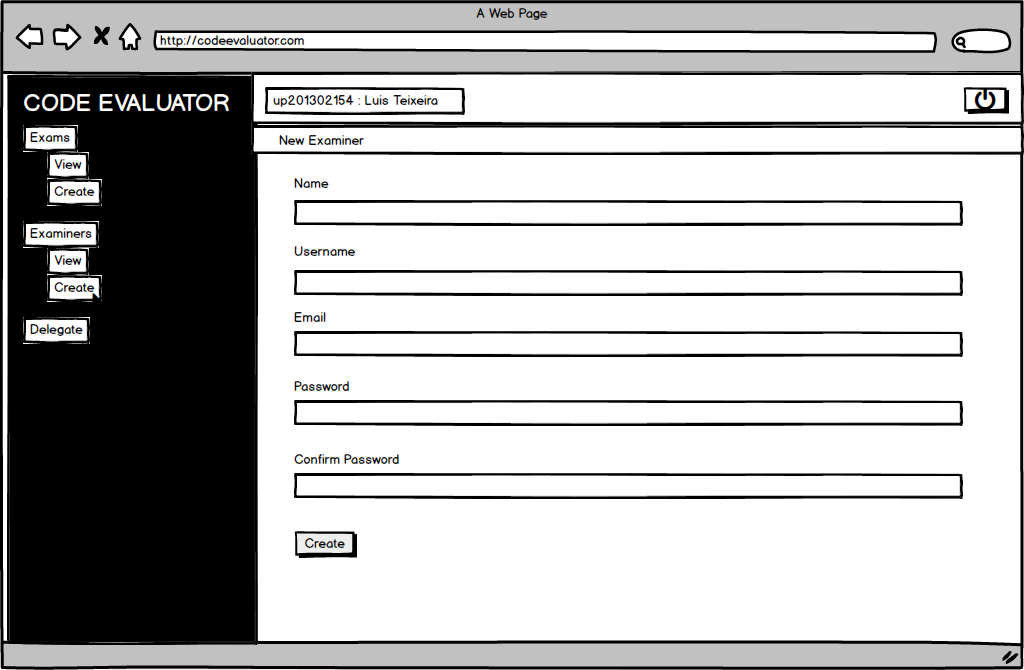 A Web Page
http://codeevaluator.com
CODE EVALUATOR
Exams
View
Create
Examiners
View
Create
Delegate
up201302154 : Luis Teixeira
New Examiner
Name
Username
Email
Password
Confirm Password
Create